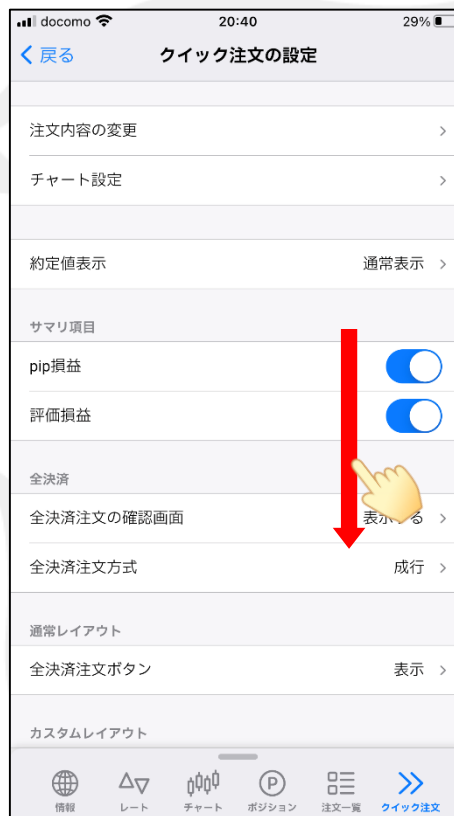 docomo 20:40 29%
戻る クイック注文の設定
注文内容の変更
チャート設定
約定値表示 通常表示
サマリ項目
pip損益
評価損益
全決済
全決済注文の確認画面 表示する
全決済注文方式 成行
通常レイアウト
全決済注文ボタン 表示
カスタムレイアウト
P
情報 レート チャート ポジション 注文一覧 クイック注文